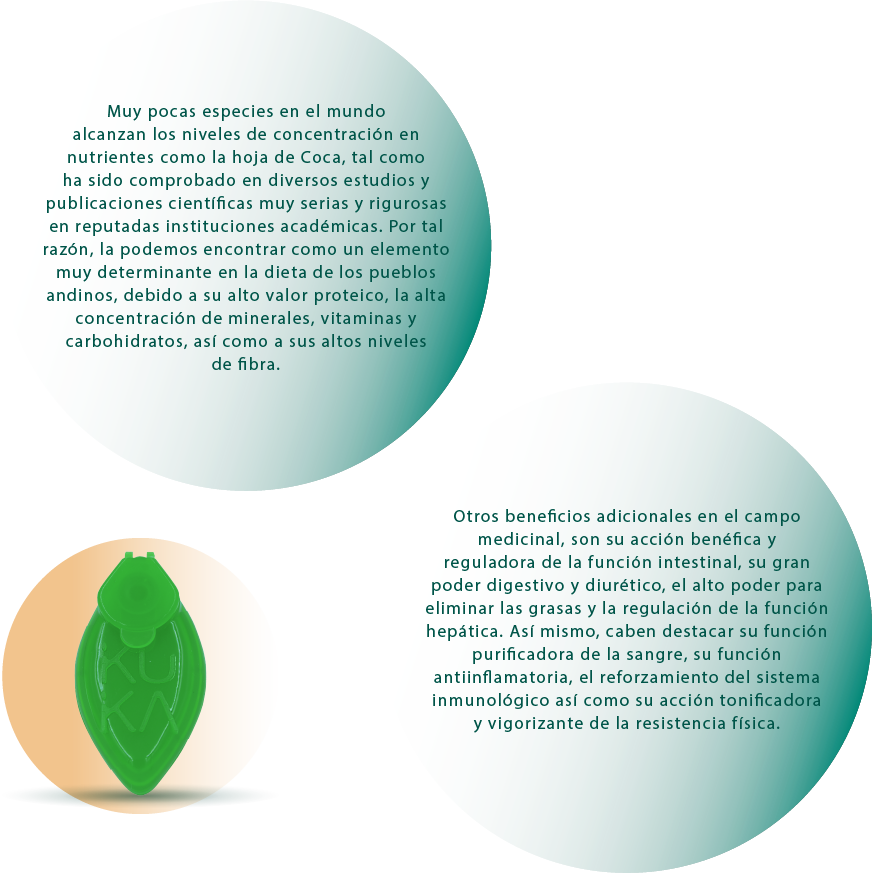 Muy pocas especies en el mundo
alcanzan los niveles de concentración en
nutrientes como la hoja de Coca, tal como
ha sido comprobado en diversos estudios y
publicaciones científicas muy serias y rigurosas
en reputadas instituciones académicas. Por tal
razón, la podemos encontrar como un elemento
muy determinante en la dieta de los pueblos
andinos, debido a su alto valor proteico, la alta
concentración de minerales, vitaminas y
carbohidratos, así como a sus altos niveles
de fibra.
Otros beneficios adicionales en el campo
medicinal, son su acción benéfica y
reguladora de la función intestinal, su gran
poder digestivo y diurético, el alto poder para
eliminar las grasas y la regulación de la función
hepática. Así mismo, caben destacar su función
purificadora de la sangre, su función
antiinflamatoria, el reforzamiento del sistema
inmunológico así como su acción tonificadora
y vigorizante de la resistencia física.
XU
KA